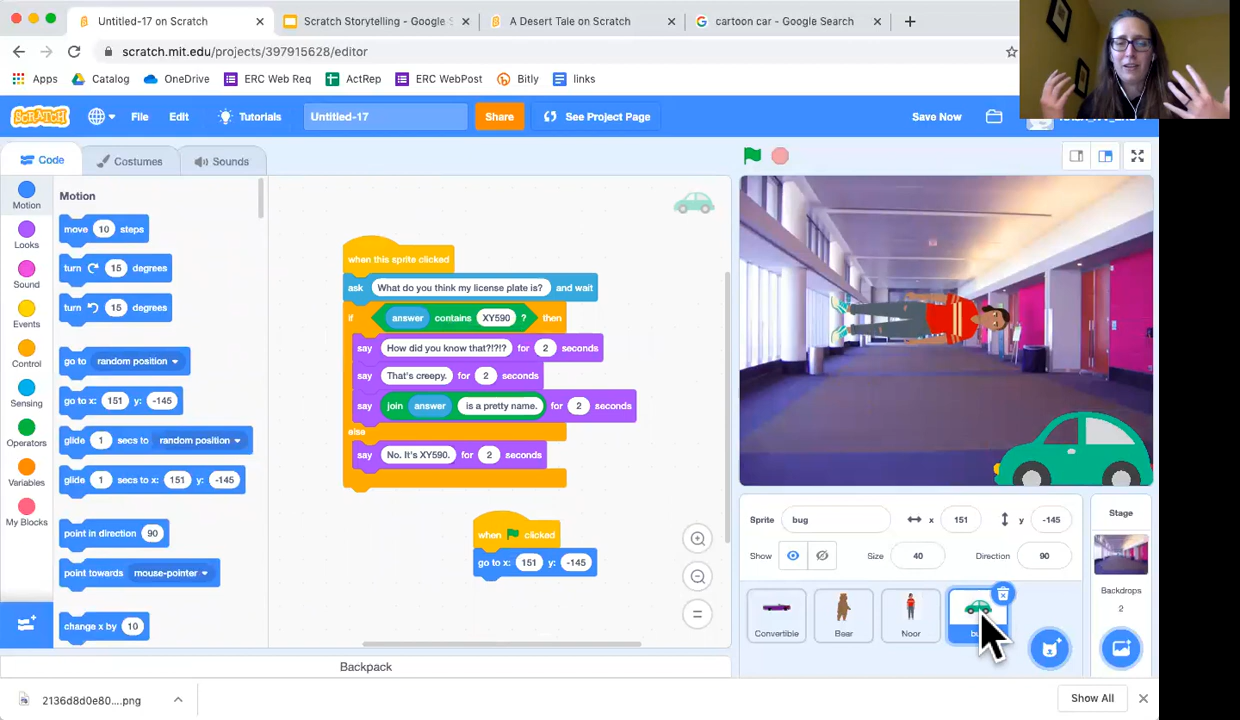 Untitled-17 on Scratch
Scratch Storytelling - Google S
A Desert Tale on Scratch
cartoon car - Google Search
scratch.mit.edu/projects/397915628/editor
Apps Catalog OneDrive ERC Web Req ActRep ERC WebPost Bitly links
SCRATCH File Edit Tutorials Untitled-17 Share See Project Page Save Now
Code Costumes Sounds
Motion
Looks
Sound
Events
Control
Sensing
Operators
Variables
My Blocks
Motion
move 10 steps
turn 15 degrees
turn 15 degrees
go to random position
go to x: 151 y: -145
glide 1 secs to random position
glide 1 secs to x: 151 y: -145
point in direction 90
point towards mouse-pointer
change x by 10
when this sprite clicked
ask What do you think my license plate is? and wait
if answer contains XY590 ? then
say How did you know that?!?!? for 2 seconds
say That's creepy. for 2 seconds
say join answer is a pretty name. for 2 seconds
else
say No. It's XY590. for 2 seconds
when clicked
go to x: 151 y: -145
Backpack
Sprite bug x 151 y -145
Show Size 40 Direction 90
Convertible Bear Noor
Stage
Backdrops
2
2136d8d0e80....png
Show All